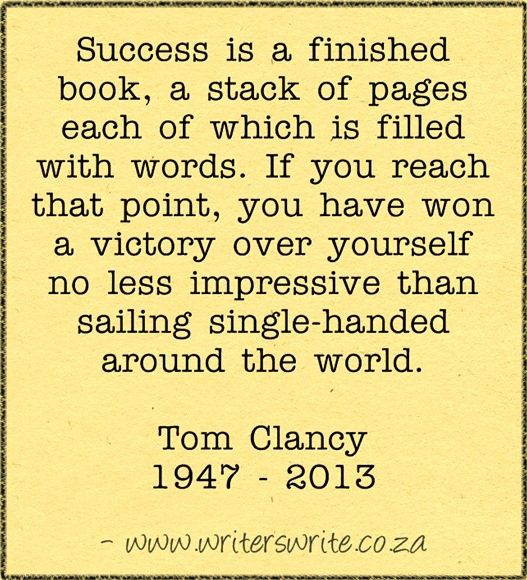 Success is a finished
book, a stack of pages
each of which is filled
with words. If you reach
that point, you have won
a victory over yourself
no less impressive than
sailing single-handed
around the world.
Tom Clancy
1947 - 2013
- www.writerswrite.co.za